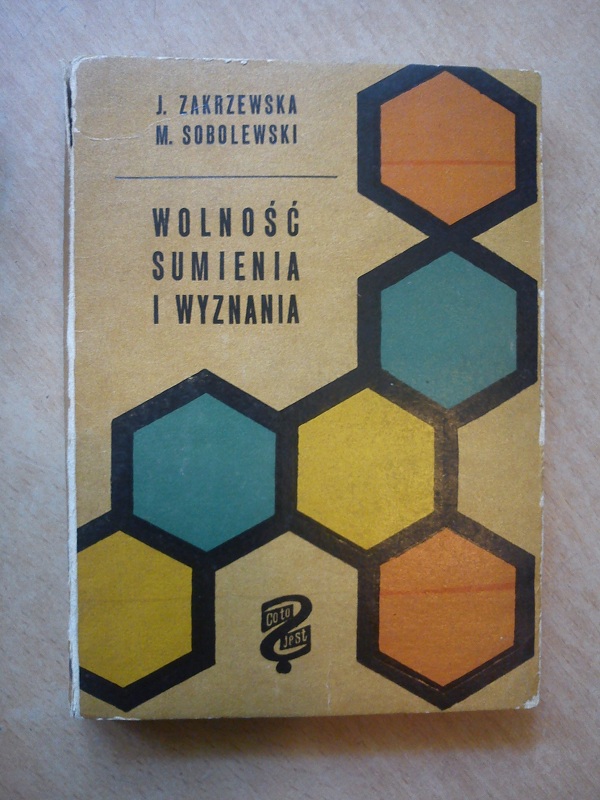 J. ZAKRZEWSKA
M. SOBOLEWSKI
WOLNOŚĆ
SUMIENIA
I WYZNANIA
Co to
jest